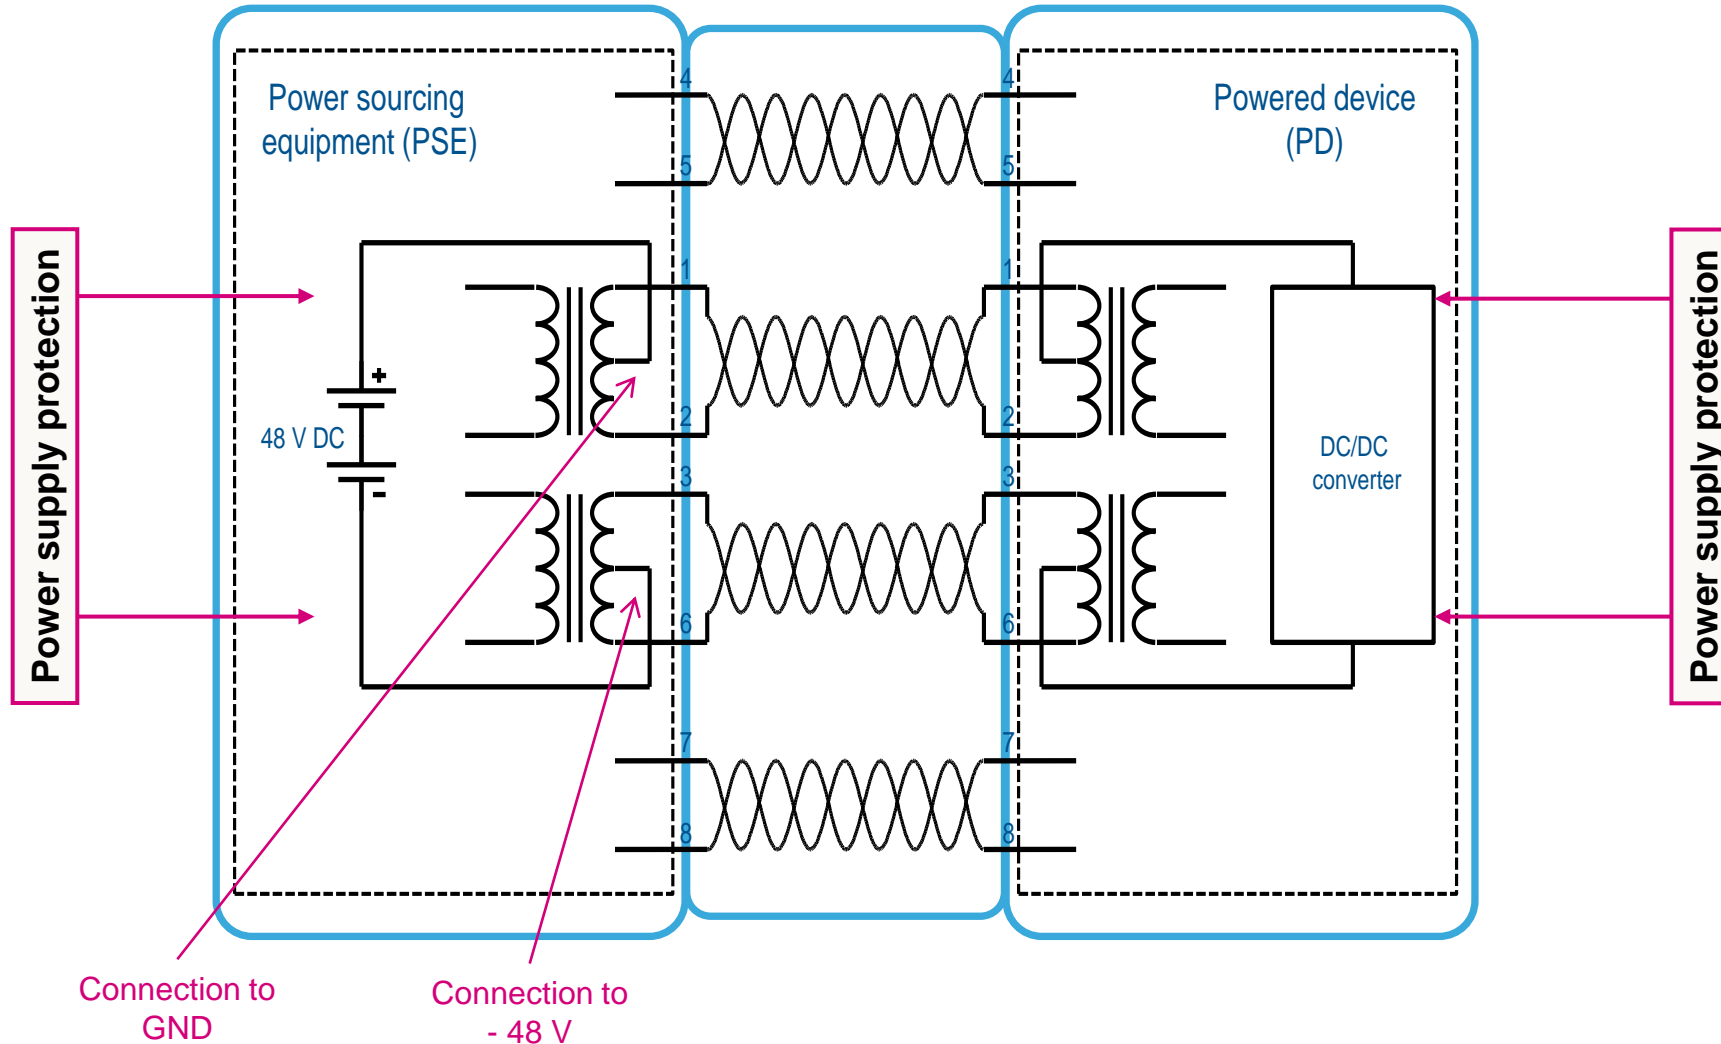 Power sourcing
equipment (PSE)
Powered device
(PD)
4
4
5
5
Power supply protection
Power supply protection
1
1
+
48 V DC
2
2
DC/DC
converter
3
3
-
6
6
7
7
8
8
Connection to
GND
Connection to
- 48 V